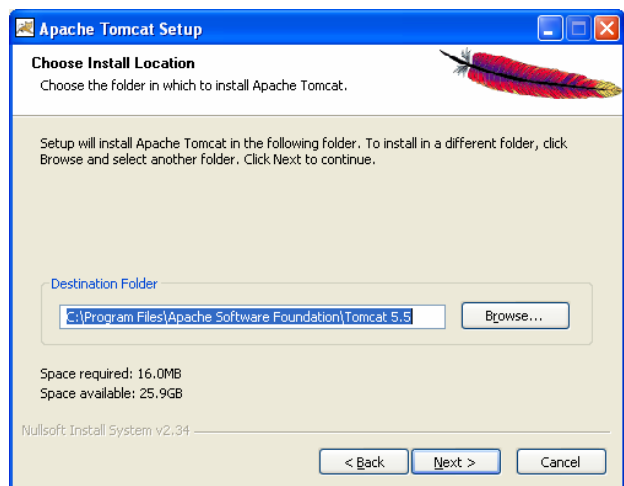 Apache Tomcat Setup
Choose Install Location
Choose the folder in which to install Apache Tomcat.
Setup will install Apache Tomcat in the following folder. To install in a different folder, click
Browse and select another folder. Click Next to continue.
Destination Folder
C:\Program Files\Apache Software Foundation\Tomcat 5.5
Browse...
Space required: 16.0MB
Space available: 25.9GB
Nullsoft Install System v2.34
< Back
Next >
Cancel